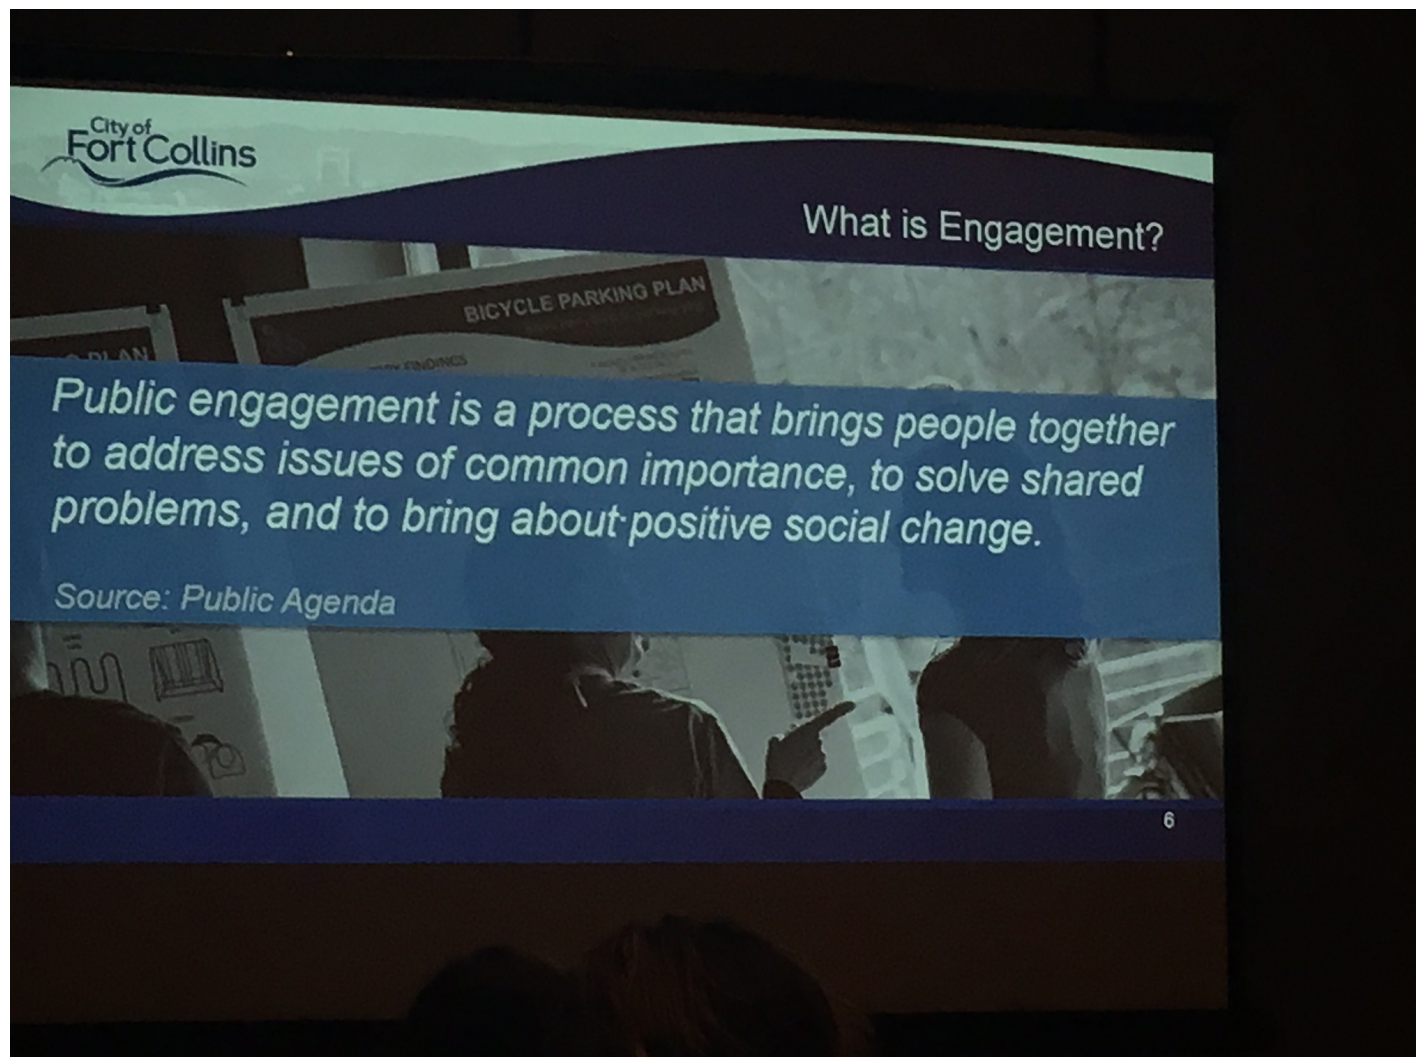 City of
Fort Collins
What is Engagement?
BICYCLE PARKING PLAN
PLAN
FINDINGS
Public engagement is a process that brings people together
to address issues of common importance, to solve shared
problems, and to bring about positive social change.
Source: Public Agenda
6